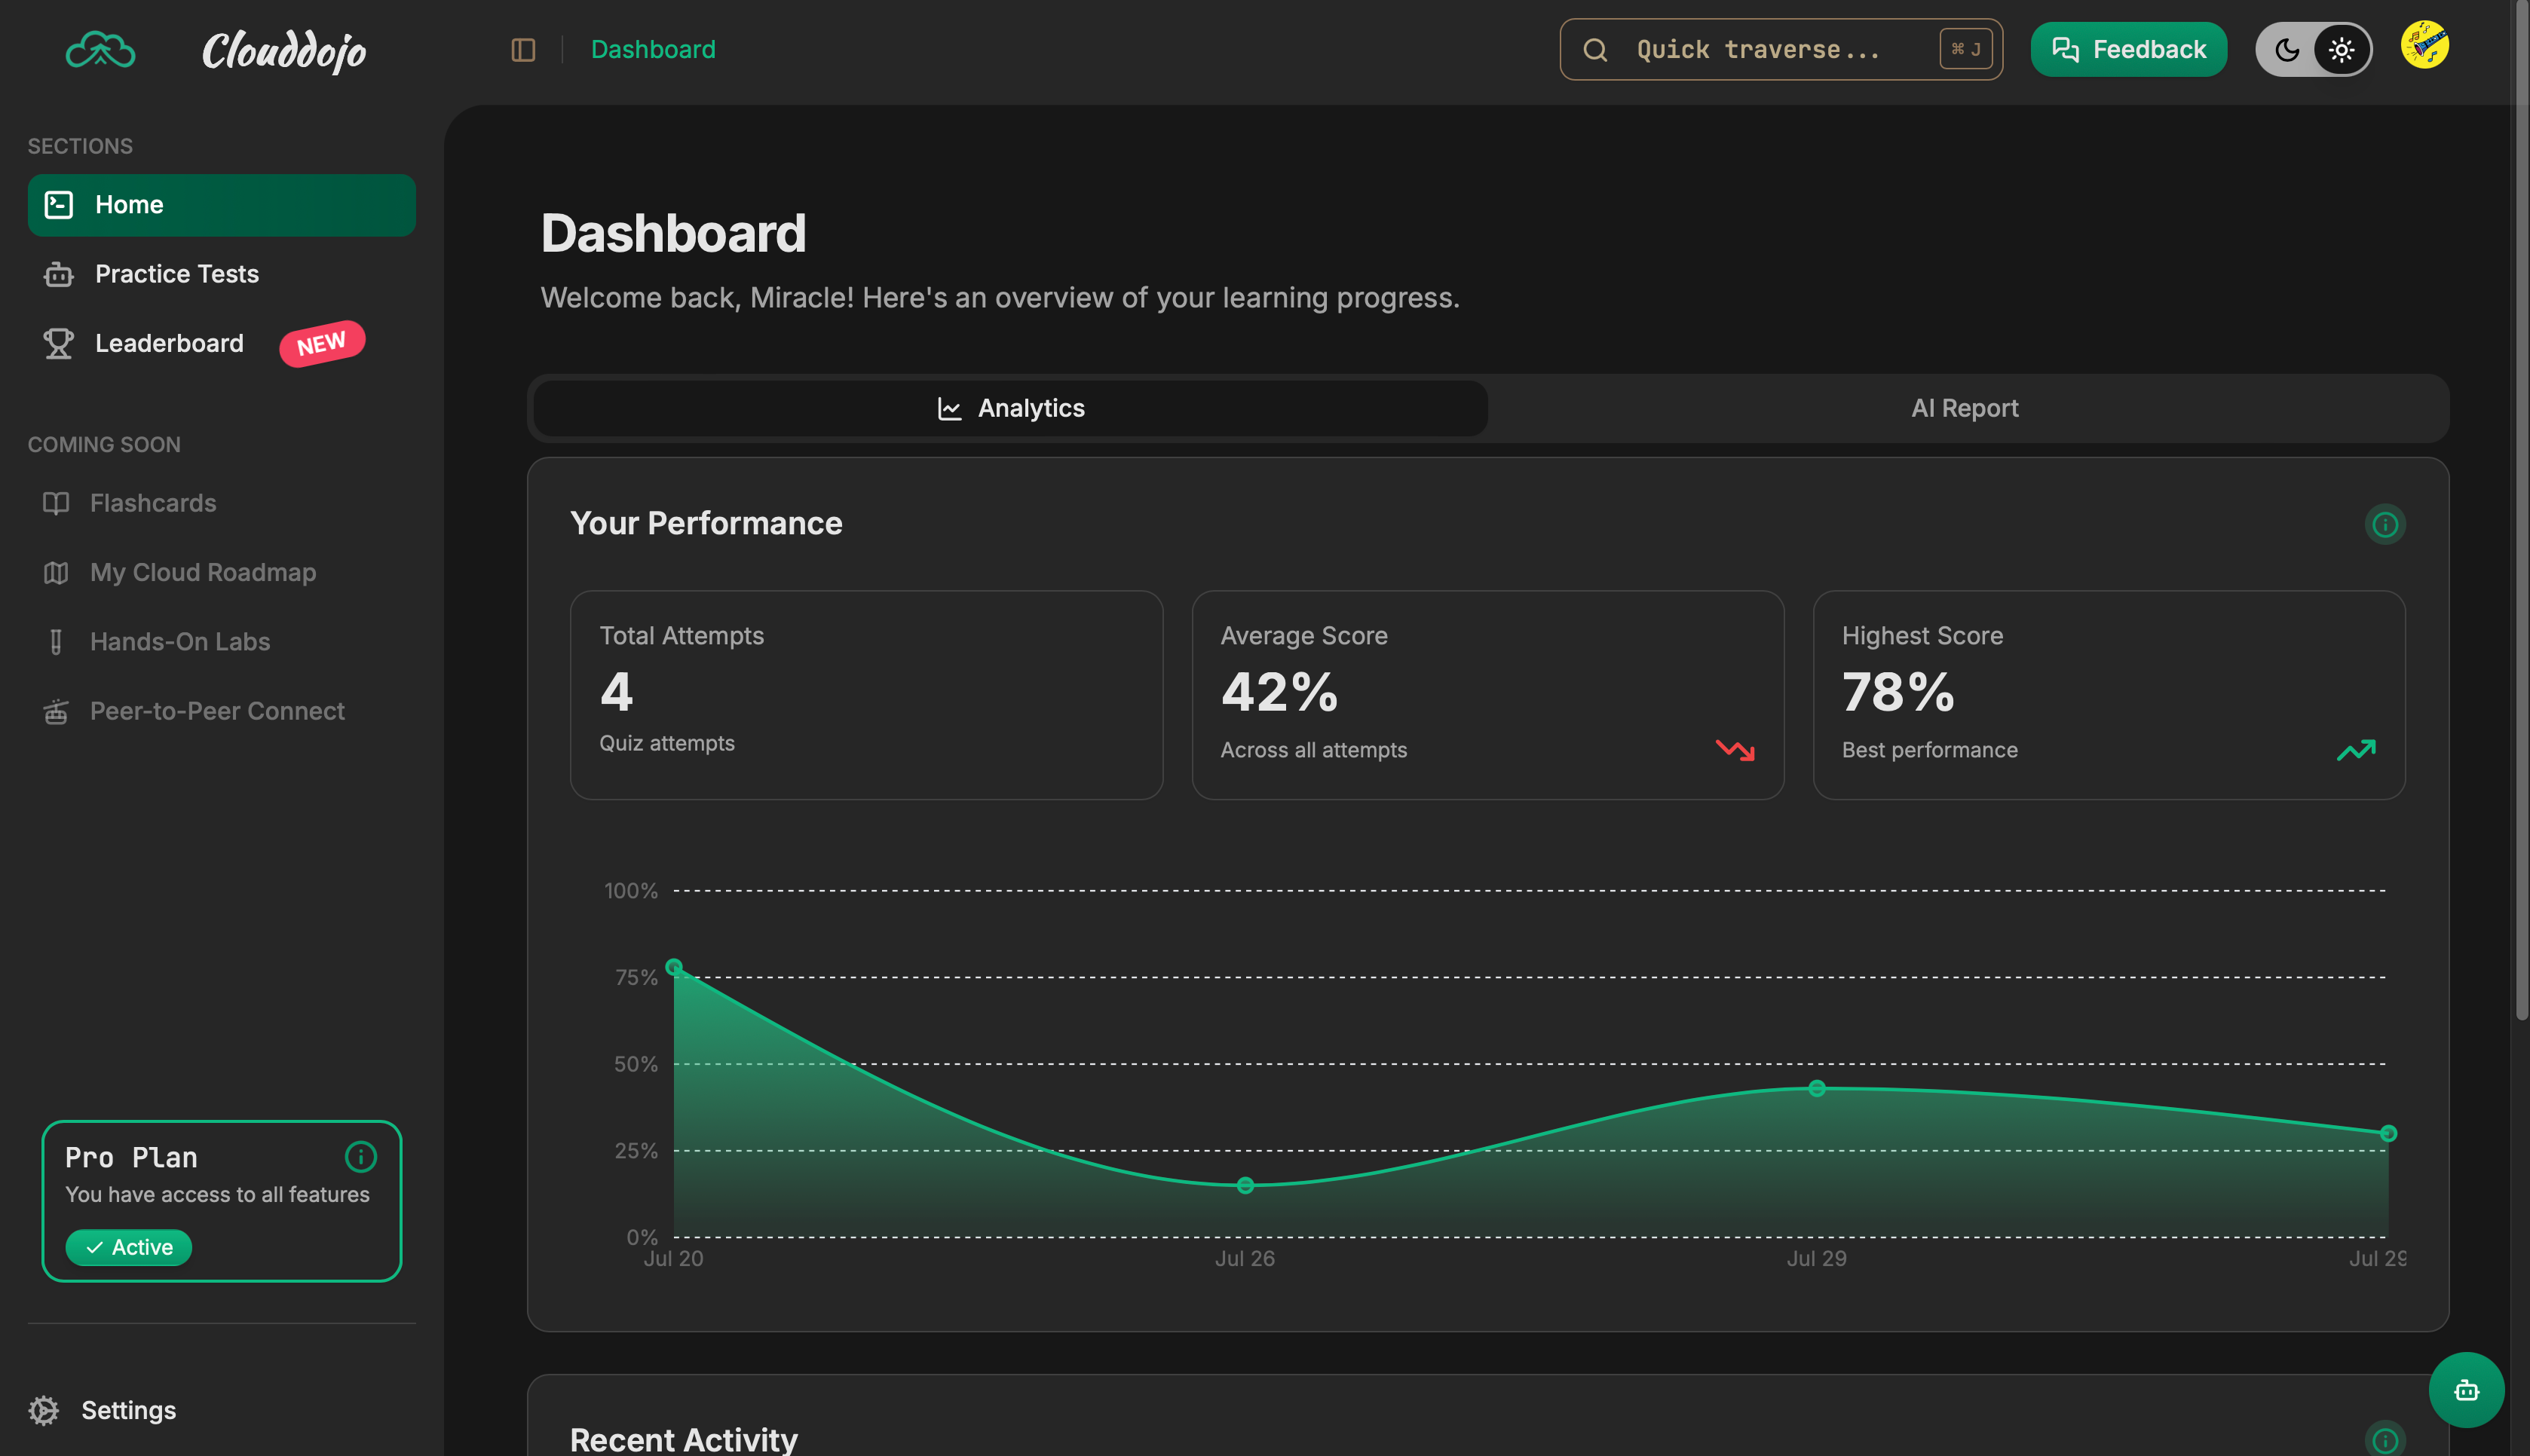 Clouddojo
Dashboard
Quick traverse...
⌘ J
Feedback
SECTIONS
Home
Practice Tests
Leaderboard
NEW
COMING SOON
Flashcards
My Cloud Roadmap
Hands-On Labs
Peer-to-Peer Connect
Pro Plan
You have access to all features
Active
Settings
Dashboard
Welcome back, Miracle! Here's an overview of your learning progress.
Analytics
AI Report
Your Performance
Total Attempts
4
Quiz attempts
Average Score
42%
Across all attempts
Highest Score
78%
Best performance
100%
75%
50%
25%
0%
Jul 20
Jul 26
Jul 29
Jul 29
Recent Activity